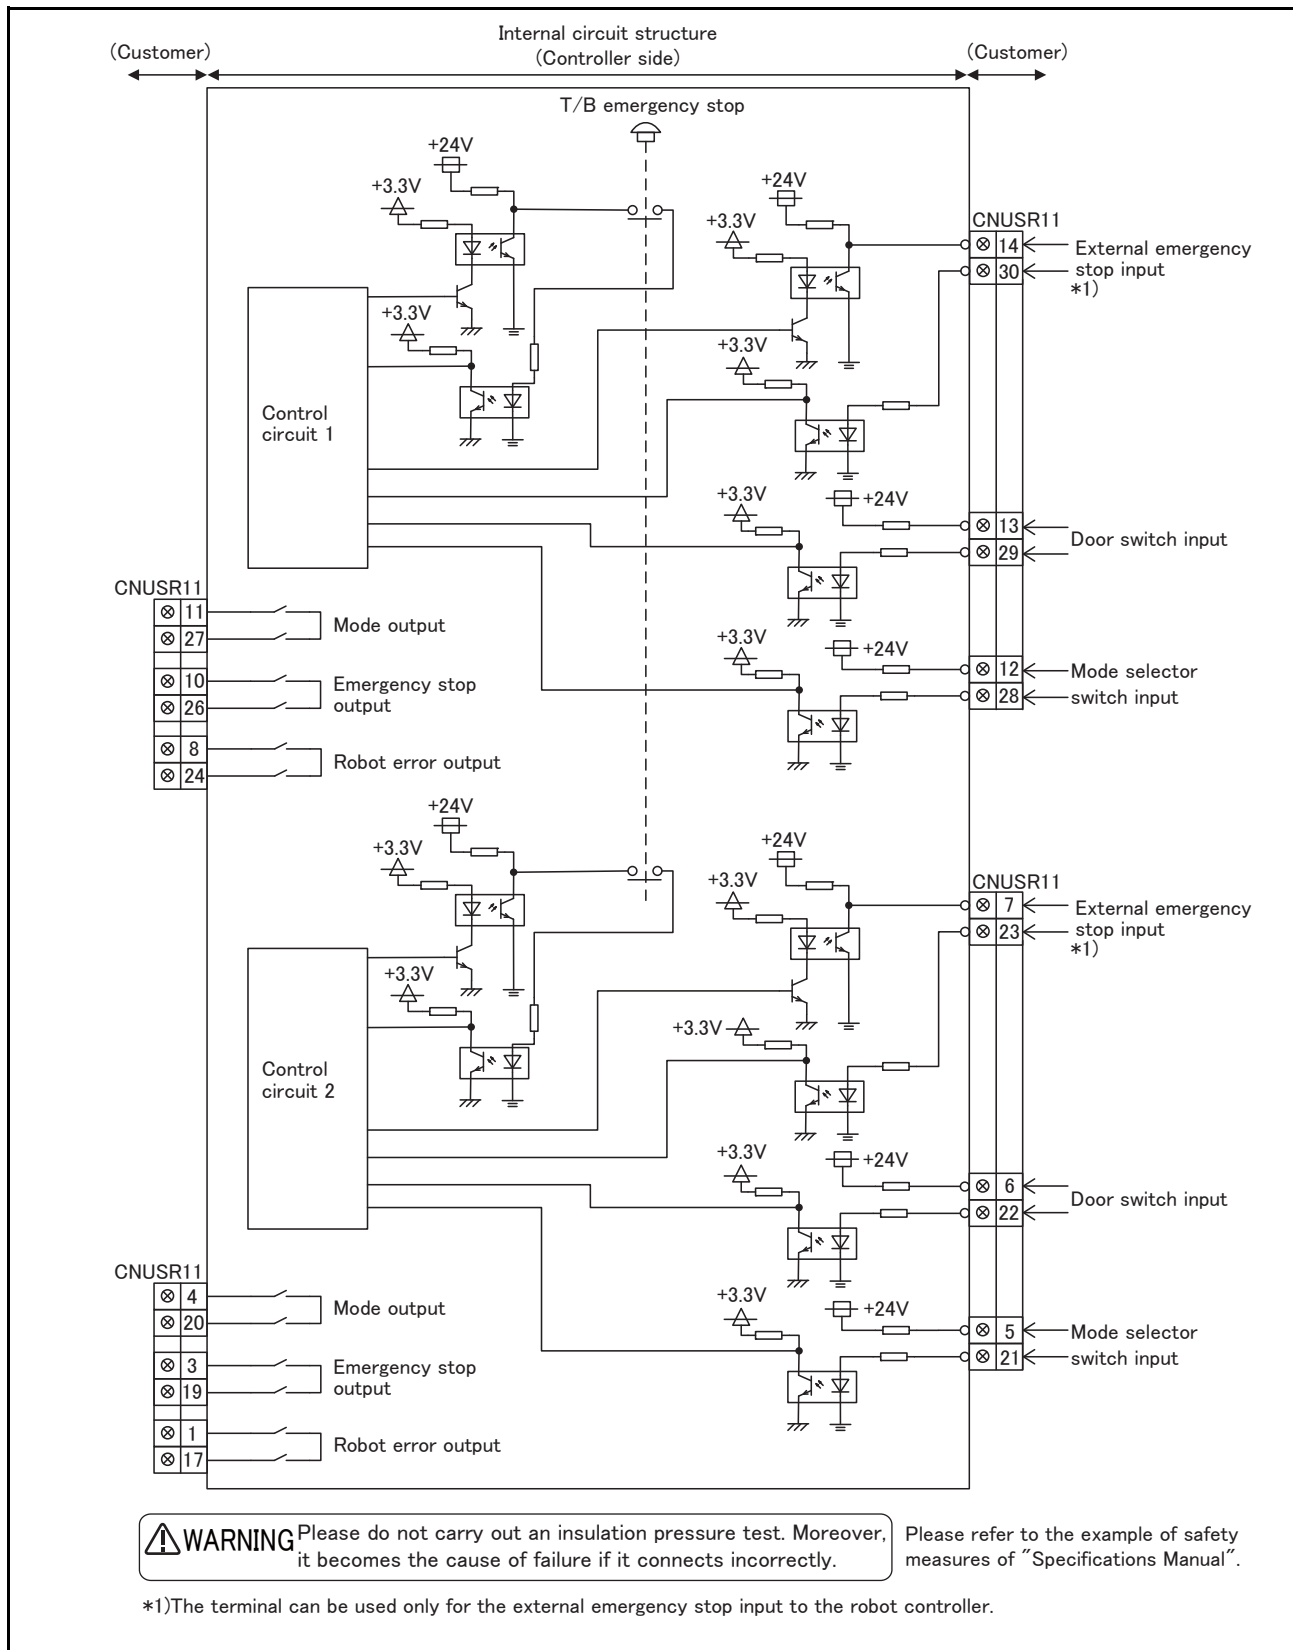 Internal circuit structure
(Controller side)
(Customer)
(Customer)
T/B emergency stop
+24V
+3.3V
+3.3V
Control
circuit 1
+24V
+3.3V
+3.3V
CNUSR11
14
30
External emergency
stop input
*1)
+3.3V
+24V
13
29
Door switch input
+3.3V
+24V
12
28
Mode selector
switch input
CNUSR11
11
27
Mode output
10
26
Emergency stop
output
8
24
Robot error output
+24V
+3.3V
+3.3V
Control
circuit 2
+24V
+3.3V
+3.3V
CNUSR11
7
23
External emergency
stop input
*1)
+3.3V
+24V
6
22
Door switch input
+3.3V
+24V
5
21
Mode selector
switch input
CNUSR11
4
20
Mode output
3
19
Emergency stop
output
1
17
Robot error output
WARNING Please do not carry out an insulation pressure test. Moreover,
it becomes the cause of failure if it connects incorrectly.
Please refer to the example of safety
measures of "Specifications Manual".
*1)The terminal can be used only for the external emergency stop input to the robot controller.